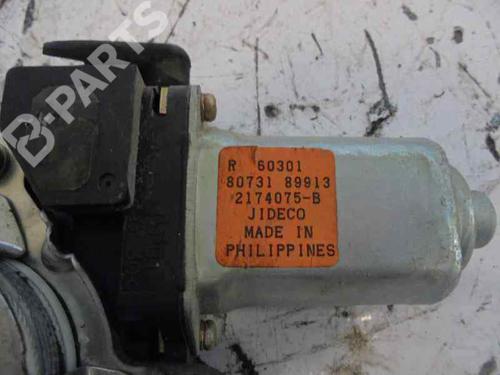 B-PARTS
R 60301
80731 89913
2174075-B
JIDECO
MADE IN
PHILIPPINES